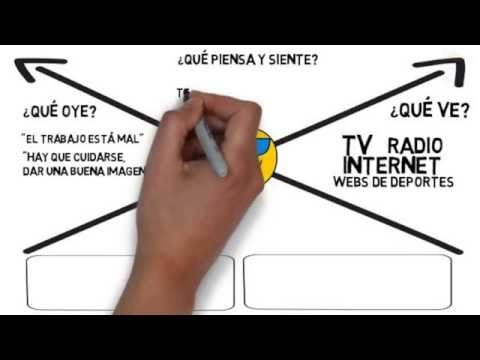 ¿QUÉ PIENSA Y SIENTE?
¿QUÉ OYE?
"EL TRABAJO ESTÁ MAL"
"HAY QUE CUIDARSE,
DAR UNA BUENA IMAGEN
¿QUÉ VE?
TV RADIO
INTERNET
WEBS DE DEPORTES